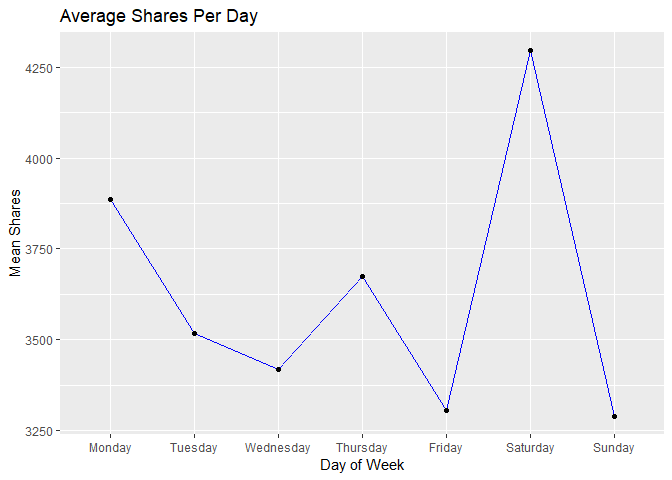 Average Shares Per Day
4250
4000
3750
3500
3250
Mean Shares
Monday Tuesday Wednesday Thursday Friday Saturday Sunday
Day of Week